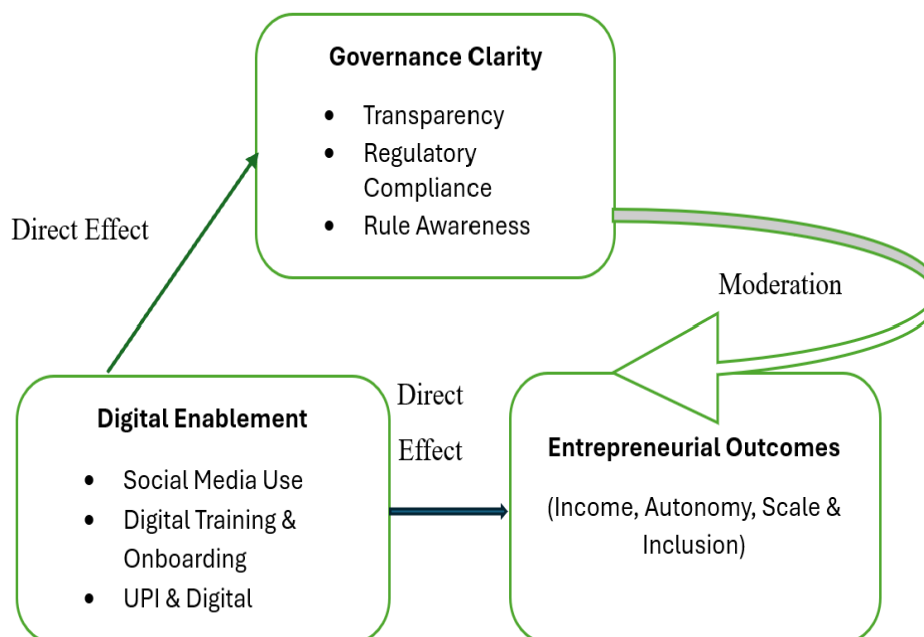 Governance Clarity
• Transparency
• Regulatory
Compliance
• Rule Awareness
Direct Effect
Moderation
Digital Enablement
• Social Media Use
• Digital Training &
Onboarding
• UPI & Digital
Direct
Effect
Entrepreneurial Outcomes
(Income, Autonomy, Scale &
Inclusion)